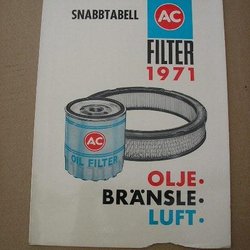 SNABBTABELL
AC
FILTER
1971
AC
OIL FILTER
OLJE•
BRÄNSLE•
LUFT•